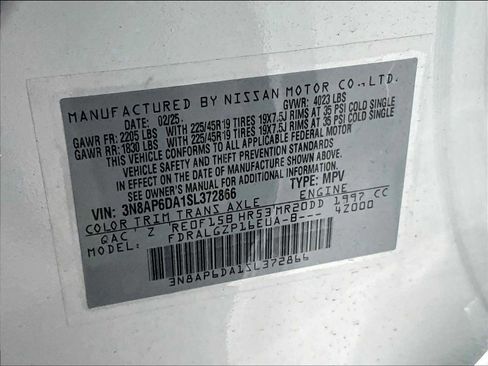 MANUFACTURED BY NISSAN MOTOR CO., LTD.
DATE: 02/25. GVWR: 4023 LBS
GAWR FR: 2205 LBS WITH 225/45R19 TIRES 19X7.5J RIMS AT 35 PSI COLD SINGLE
GAWR RR: 1830 LBS WITH 225/45R19 TIRES 19X7.5J RIMS AT 35 PSI COLD SINGLE
THIS VEHICLE CONFORMS TO ALL APPLICABLE FEDERAL MOTOR
VEHICLE SAFETY AND THEFT PREVENTION STANDARDS
IN EFFECT ON THE DATE OF MANUFACTURE SHOWN ABOVE.
SEE OWNER'S MANUAL FOR ADDITIONAL INFORMATION.
VIN: 3N8AP6DA1SL372866 TYPE: MPV
COLOR TRIM TRANS AXLE ENGINE
QAC Z RE0F15B HR53 MR20DD 1997 CC
MODEL: FDRALGZP16EUA-B--- 4Z000
3N8AP6DA1SL372866